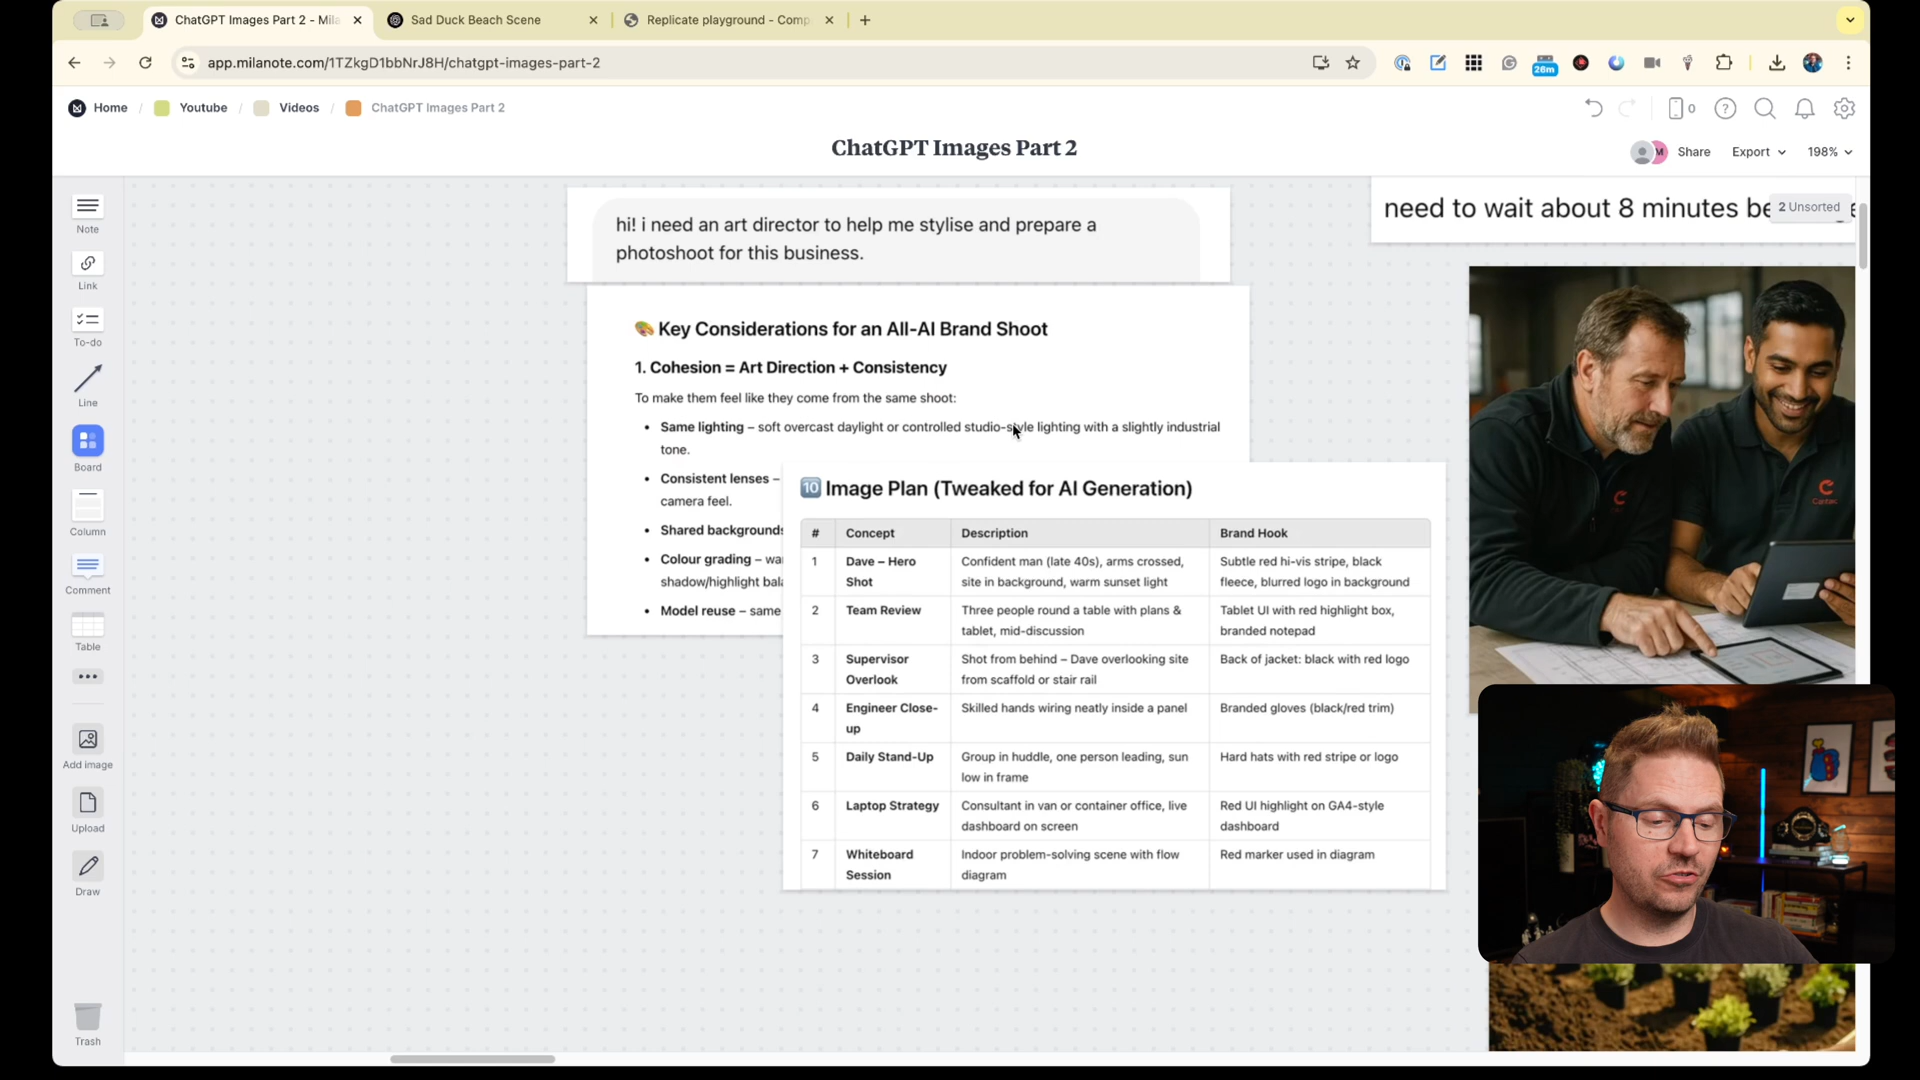 ChatGPT Images Part 2 - Mila
Sad Duck Beach Scene
Replicate playground - Comp
app.milanote.com/1TZkgD1bbNrJ8H/chatgpt-images-part-2
26m
Home / Youtube / Videos / ChatGPT Images Part 2
0
ChatGPT Images Part 2
M
Share
Export
198%
Note
Link
To-do
Line
Board
Column
Comment
Table
Add image
Upload
Draw
Trash
hi! i need an art director to help me stylise and prepare a
photoshoot for this business.
need to wait about 8 minutes be
2 Unsorted
🎨 Key Considerations for an All-AI Brand Shoot
1. Cohesion = Art Direction + Consistency
To make them feel like they come from the same shoot:
• Same lighting – soft overcast daylight or controlled studio-style lighting with a slightly industrial
tone.
• Consistent lenses –
camera feel.
• Shared backgrounds
• Colour grading – wa
shadow/highlight bala
• Model reuse – same
🔟 Image Plan (Tweaked for AI Generation)
# Concept Description Brand Hook
1 Dave – Hero Confident man (late 40s), arms crossed, Subtle red hi-vis stripe, black
Shot site in background, warm sunset light fleece, blurred logo in background
2 Team Review Three people round a table with plans & Tablet UI with red highlight box,
tablet, mid-discussion branded notepad
3 Supervisor Shot from behind – Dave overlooking site Back of jacket: black with red logo
Overlook from scaffold or stair rail
4 Engineer Close- Skilled hands wiring neatly inside a panel Branded gloves (black/red trim)
up
5 Daily Stand-Up Group in huddle, one person leading, sun Hard hats with red stripe or logo
low in frame
6 Laptop Strategy Consultant in van or container office, live Red UI highlight on GA4-style
dashboard on screen dashboard
7 Whiteboard Indoor problem-solving scene with flow Red marker used in diagram
Session diagram